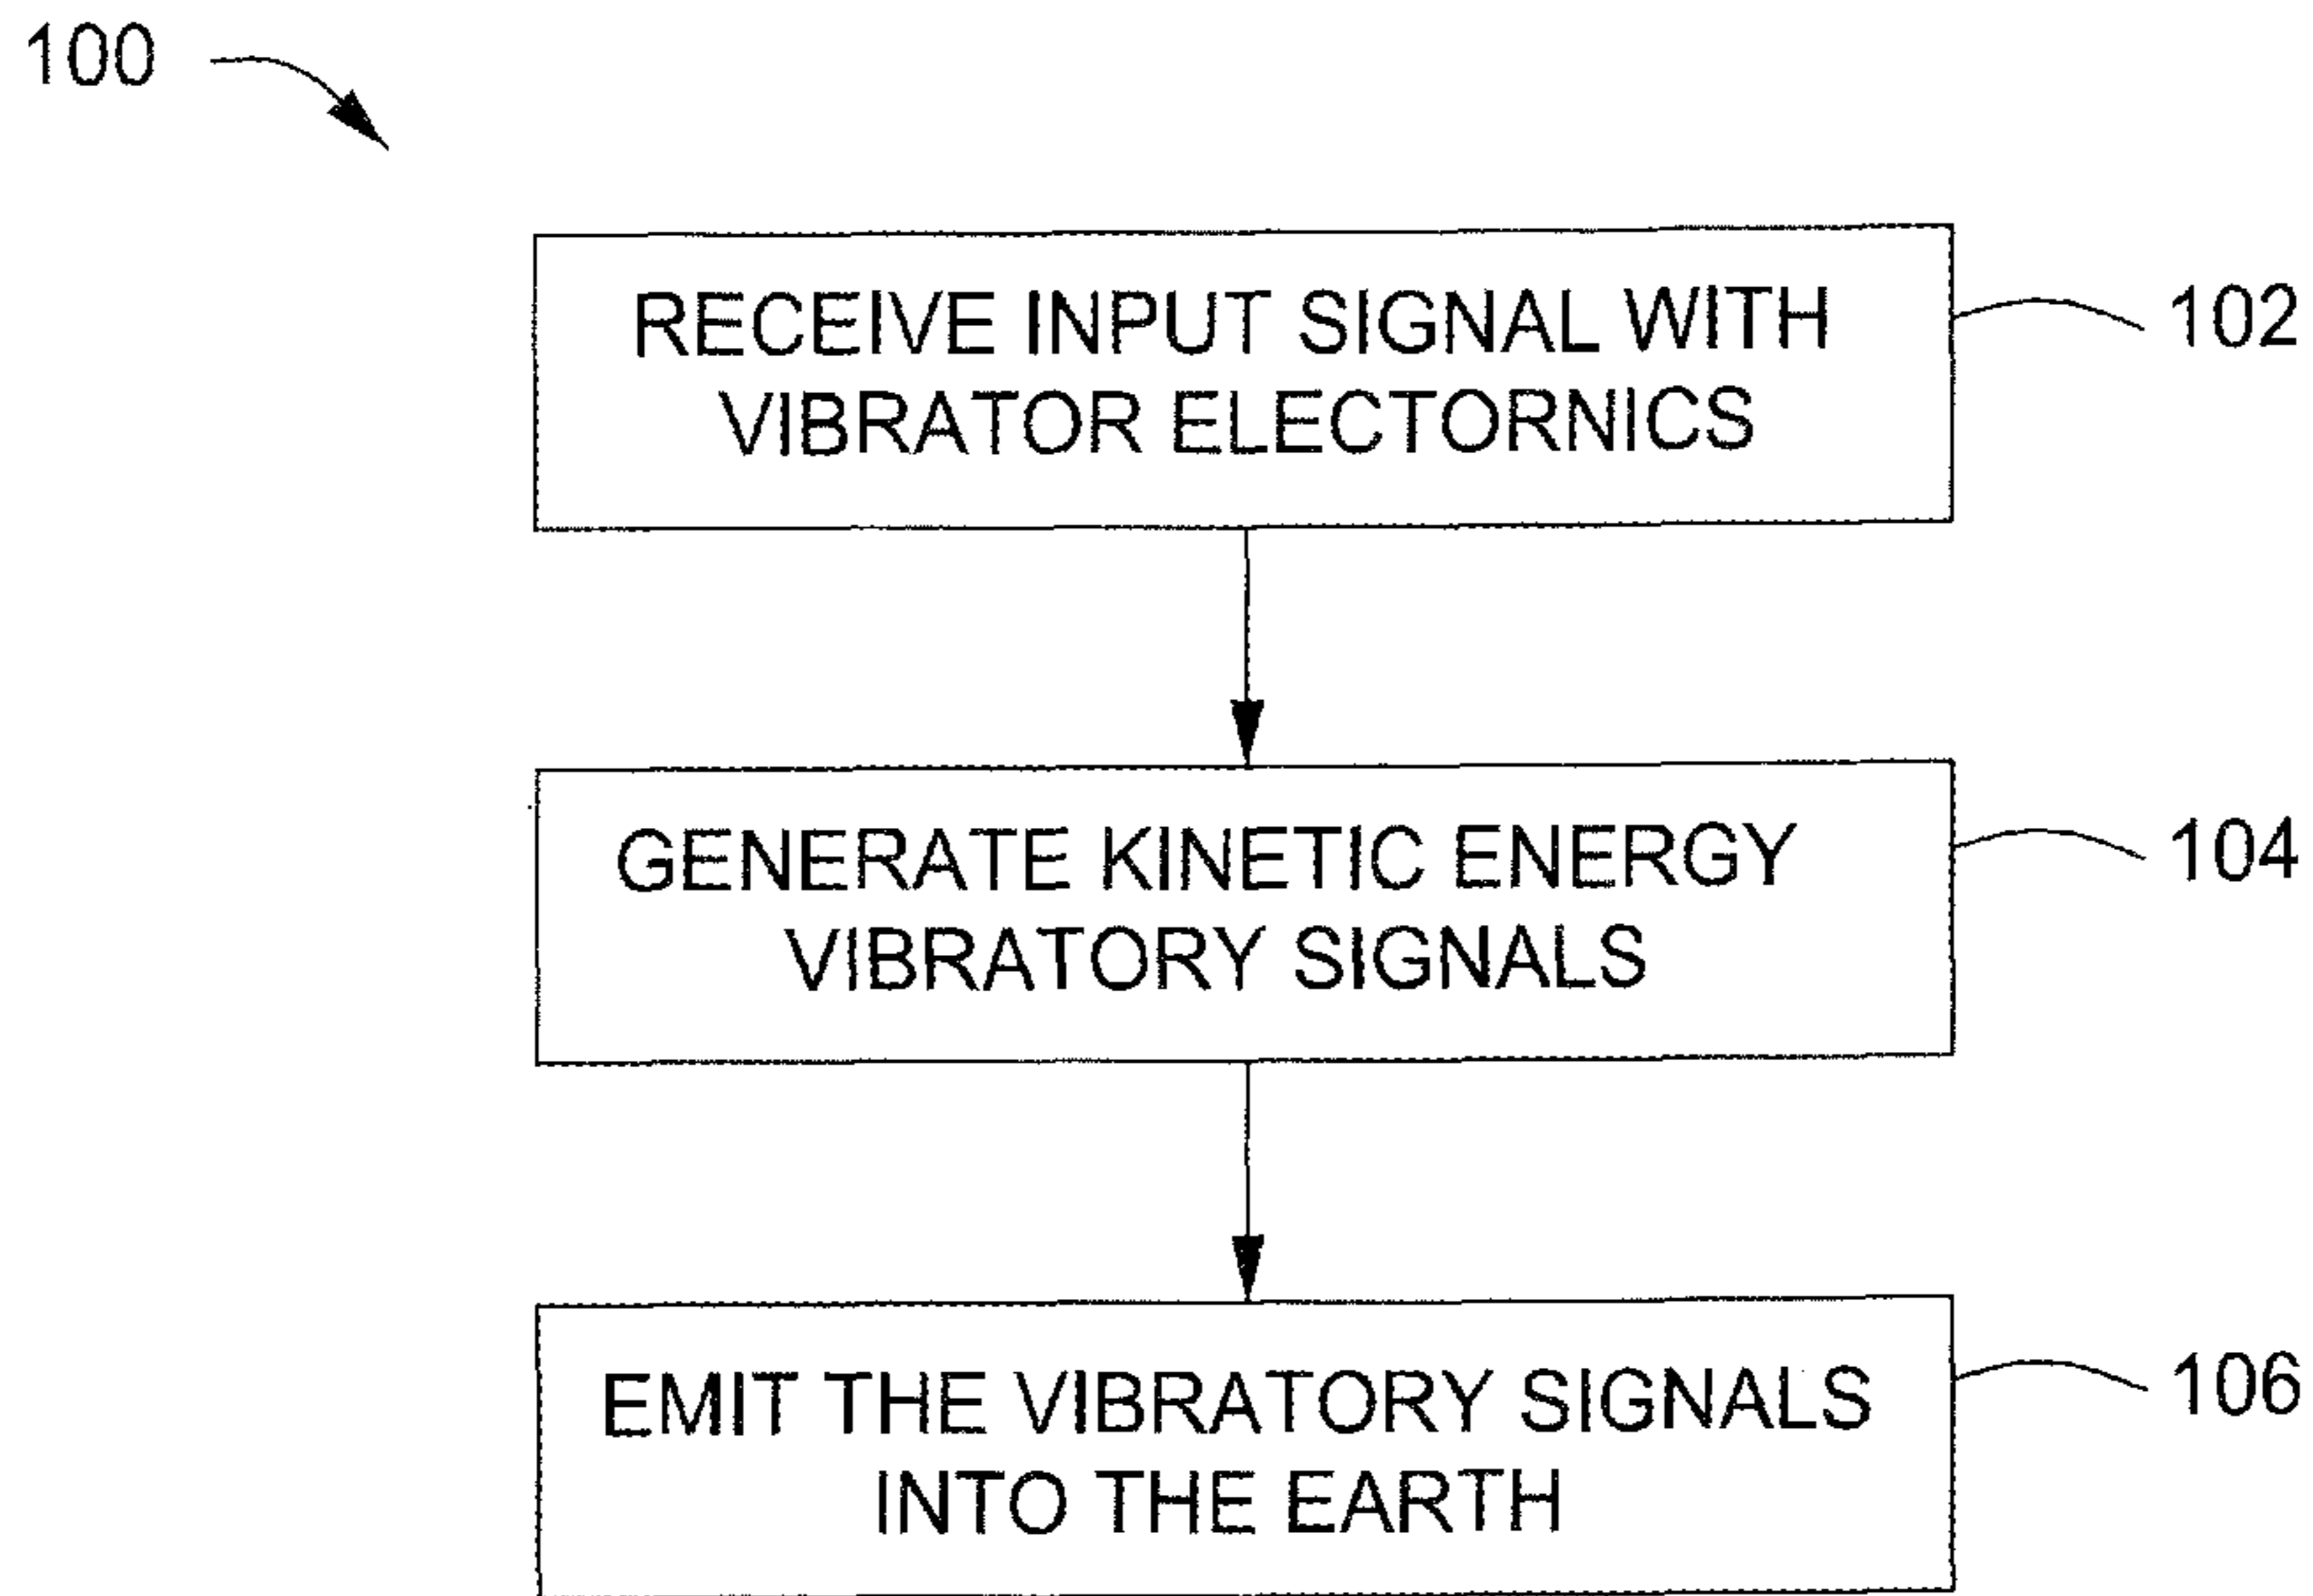 100
RECEIVE INPUT SIGNAL WITH
VIBRATOR ELECTORNICS
102
GENERATE KINETIC ENERGY
VIBRATORY SIGNALS
104
EMIT THE VIBRATORY SIGNALS
INTO THE EARTH
106